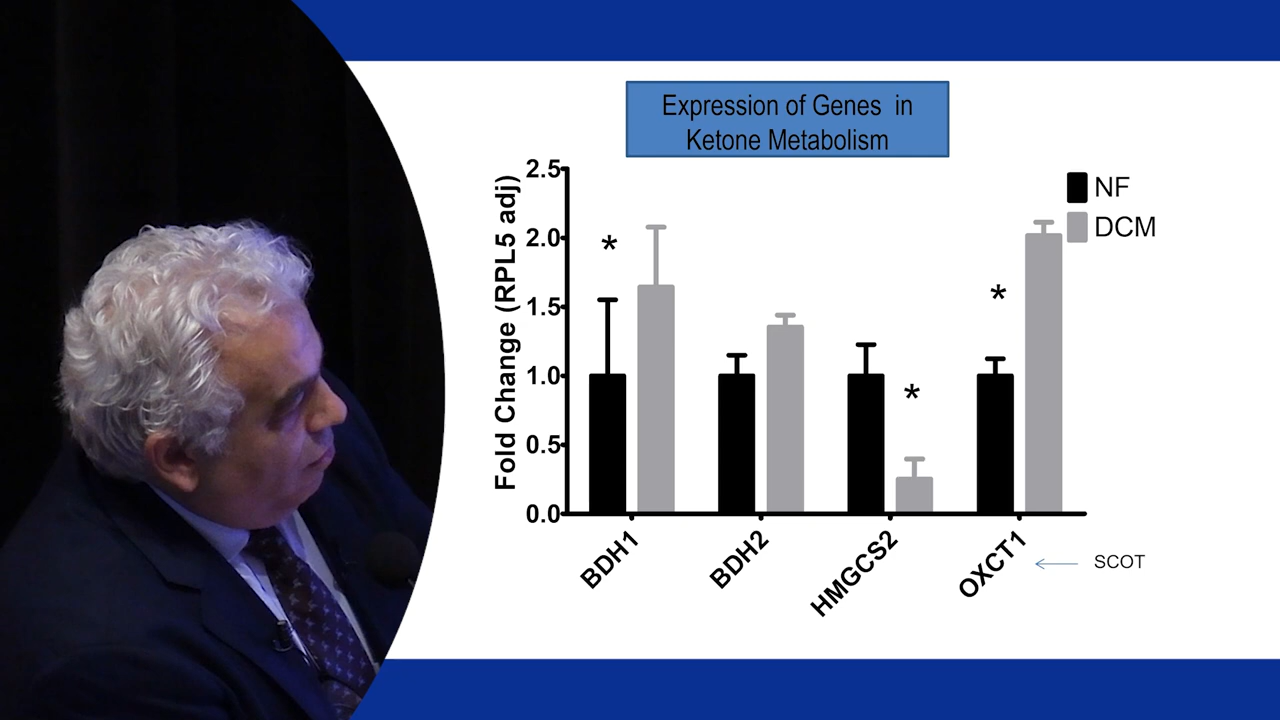 Expression of Genes in
Ketone Metabolism
Fold Change (RPL5 adj)
2.5
2.0
1.5
1.0
0.5
0.0
*
*
*
NF
DCM
BDH1
BDH2
HMGCS2
OXCT1
SCOT